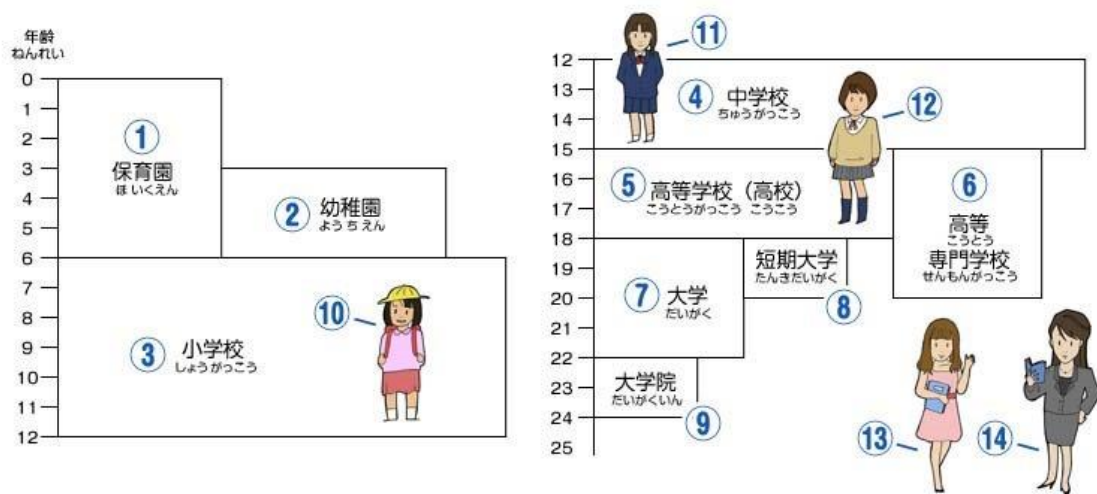 年齢
ねんれい
0
1
2
3
4
5
6
7
8
9
10
11
12
①
保育園
ほいくえん
②
幼稚園
ようちえん
③
小学校
しょうがっこう
⑩
12
13
14
15
16
17
18
19
20
21
22
23
24
25
⑪
④
中学校
ちゅうがっこう
⑫
⑤
高等学校（高校）
こうとうがっこう こうこう
⑥
高等
こうとう
専門学校
せんもんがっこう
⑦
大学
だいがく
短期大学
たんきだいがく
⑧
大学院
だいがくいん
⑨
⑬
⑭